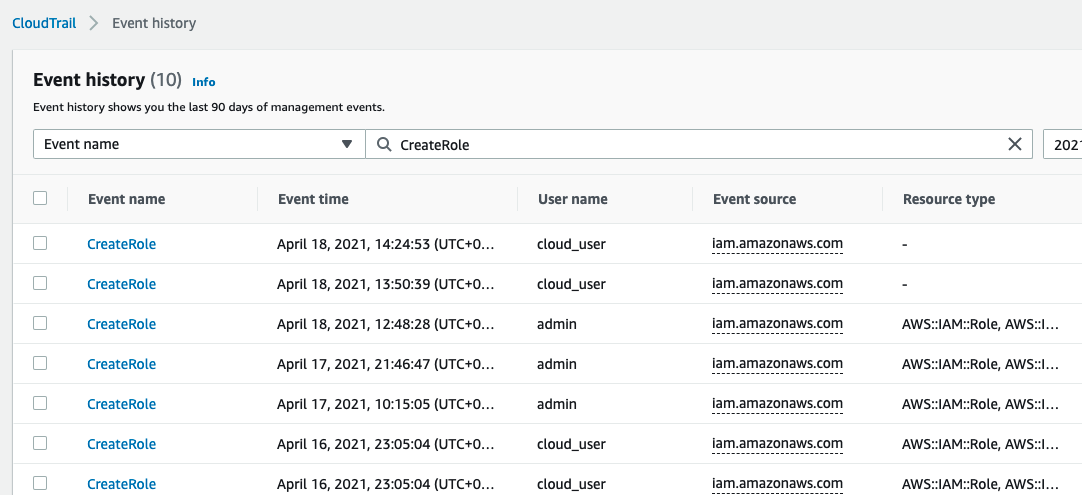 CloudTrail > Event history
Event history (10) Info
Event history shows you the last 90 days of management events.
Event name CreateRole 2021
Event name Event time User name Event source Resource type
CreateRole April 18, 2021, 14:24:53 (UTC+0... cloud_user iam.amazonaws.com -
CreateRole April 18, 2021, 13:50:39 (UTC+0... cloud_user iam.amazonaws.com -
CreateRole April 18, 2021, 12:48:28 (UTC+0... admin iam.amazonaws.com AWS::IAM::Role, AWS::I...
CreateRole April 17, 2021, 21:46:47 (UTC+0... admin iam.amazonaws.com AWS::IAM::Role, AWS::I...
CreateRole April 17, 2021, 10:15:05 (UTC+0... admin iam.amazonaws.com AWS::IAM::Role, AWS::I...
CreateRole April 16, 2021, 23:05:04 (UTC+0... cloud_user iam.amazonaws.com AWS::IAM::Role, AWS::I...
CreateRole April 16, 2021, 23:05:04 (UTC+0... cloud_user iam.amazonaws.com AWS::IAM::Role, AWS::I...